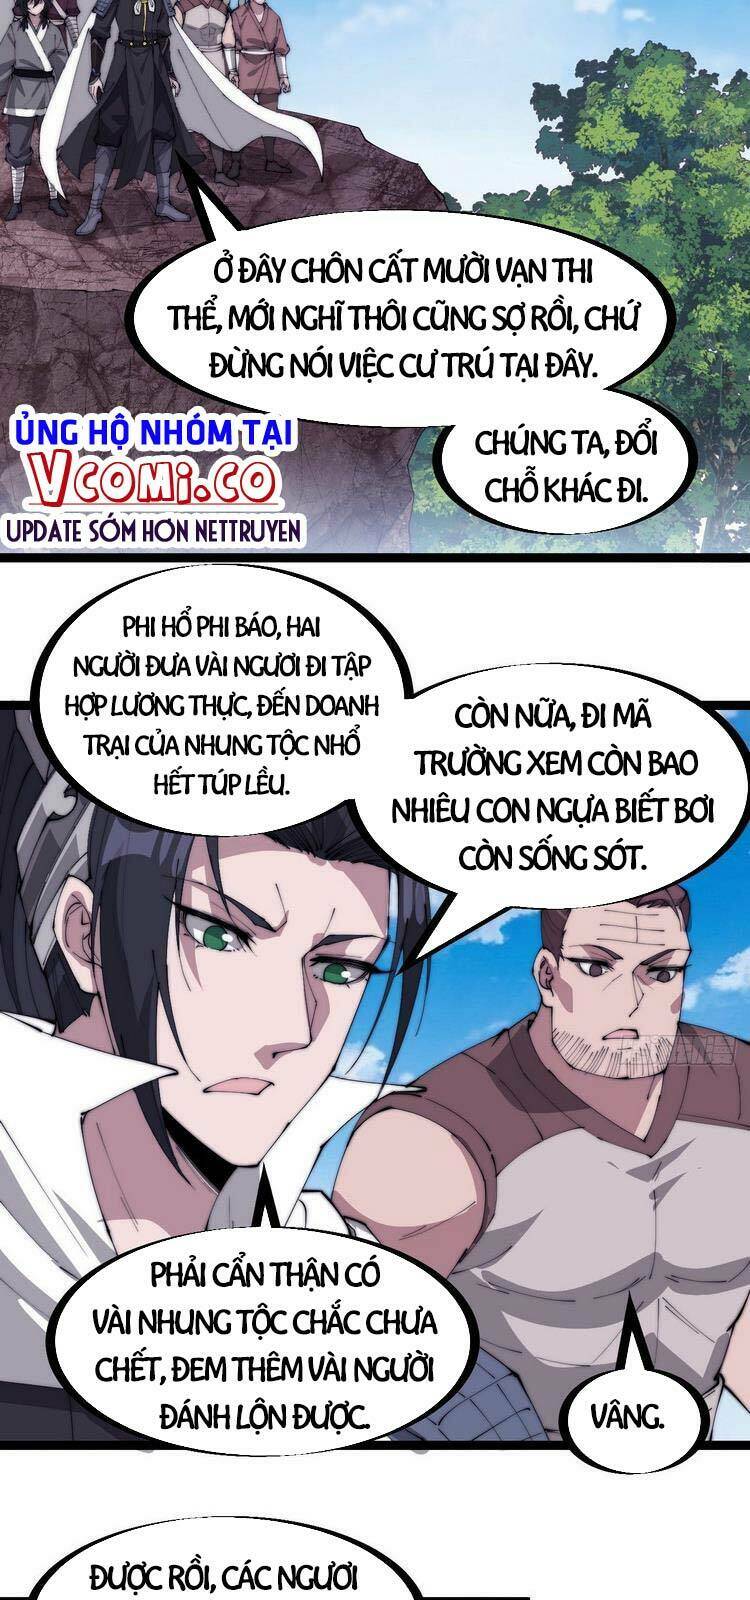 Ở ĐÂY CHÔN CẤT MƯỜI VẠN THI
THỂ, MỚI NGHĨ THÔI CŨNG SỢ RỒI, CHỨ
ĐỪNG NÓI VIỆC CƯ TRÚ TẠI ĐÂY.
CHÚNG TA, ĐỔI
CHỖ KHÁC ĐI.
ỦNG HỘ NHÓM TẠI
VCOMI.CO
UPDATE SỚM HƠN NETTRUYEN
PHI HỔ PHI BÁO, HAI
NGƯỜI ĐƯA VÀI NGƯƠI ĐI TẬP
HỢP LƯƠNG THỰC, ĐẾN DOANH
TRẠI CỦA NHUNG TỘC NHỔ
HẾT TÚP LỀU.
CÒN NỮA, ĐI MÃ
TRƯỜNG XEM CÒN BAO
NHIÊU CON NGỰA BIẾT BƠI
CÒN SỐNG SÓT.
PHẢI CẨN THẬN CÓ
VÀI NHUNG TỘC CHẮC CHƯA
CHẾT, ĐEM THÊM VÀI NGƯỜI
ĐÁNH LỘN ĐƯỢC.
VÂNG.
ĐƯỢC RỒI, CÁC NGƯƠI